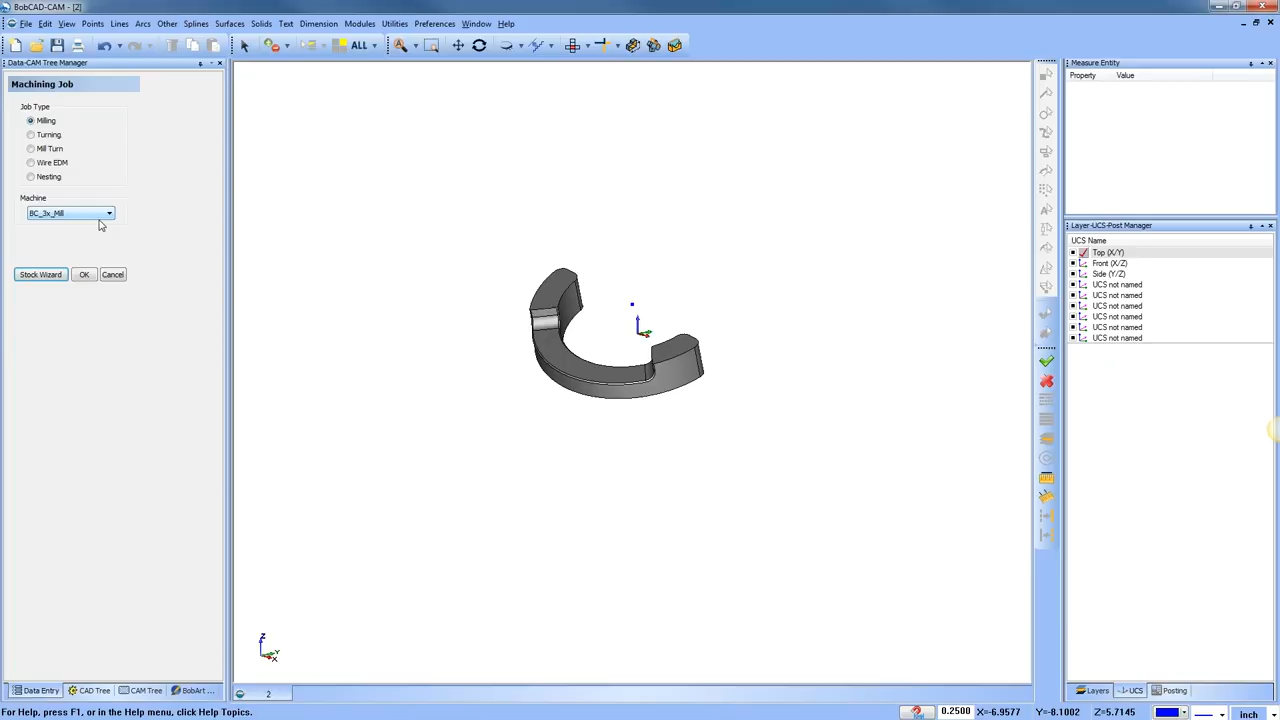 BobCAD-CAM - [2]
File Edit View Points Lines Arcs Other Splines Surfaces Solids Text Dimension Modules Utilities Preferences Window Help
ALL
Data-CAM Tree Manager
Machining Job
Job Type
Milling
Turning
Mill Turn
Wire EDM
Nesting
Machine
BC_3x_Mill
Stock Wizard OK Cancel
Z
Y
X
Measure Entity
Property Value
Layer-UCS-Post Manager
UCS Name
Top (X/Y)
Front (X/Z)
Side (Y/Z)
UCS not named
UCS not named
UCS not named
UCS not named
UCS not named
UCS not named
Data Entry CAD Tree CAM Tree BobArt ...
2
Layers UCS Posting
For Help, press F1, or in the Help menu, click Help Topics.
0.2500 X=-6.9577 Y=-8.1002 Z=5.7145 inch